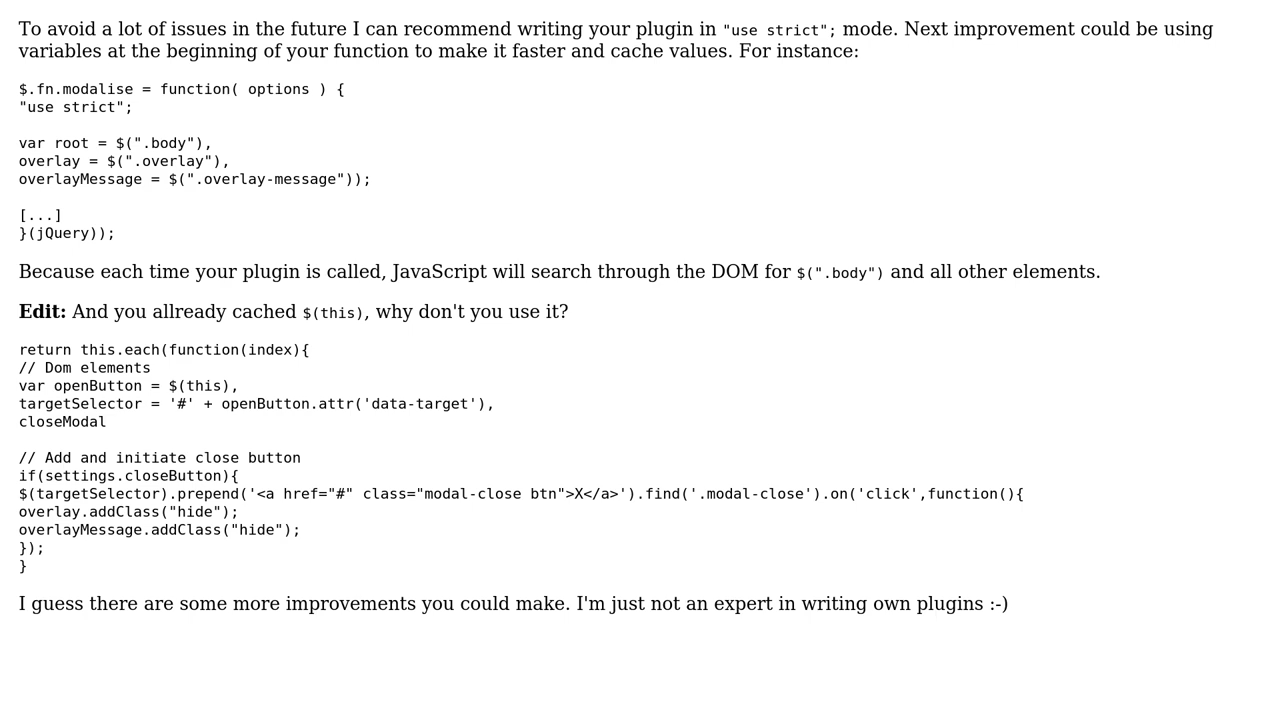 To avoid a lot of issues in the future I can recommend writing your plugin in "use strict"; mode. Next improvement could be using
variables at the beginning of your function to make it faster and cache values. For instance:
$.fn.modalise = function( options ) {
"use strict";
var root = $(".body"),
overlay = $(".overlay"),
overlayMessage = $(".overlay-message"));
[...]
}(jQuery));
Because each time your plugin is called, JavaScript will search through the DOM for $(".body") and all other elements.
Edit: And you allready cached $(this), why don't you use it?
return this.each(function(index){
// Dom elements
var openButton = $(this),
targetSelector = '#' + openButton.attr('data-target'),
closeModal
// Add and initiate close button
if(settings.closeButton){
$(targetSelector).prepend('<a href="#" class="modal-close btn">X</a>').find('.modal-close').on('click',function(){
overlay.addClass("hide");
overlayMessage.addClass("hide");
});
}
I guess there are some more improvements you could make. I'm just not an expert in writing own plugins :-)